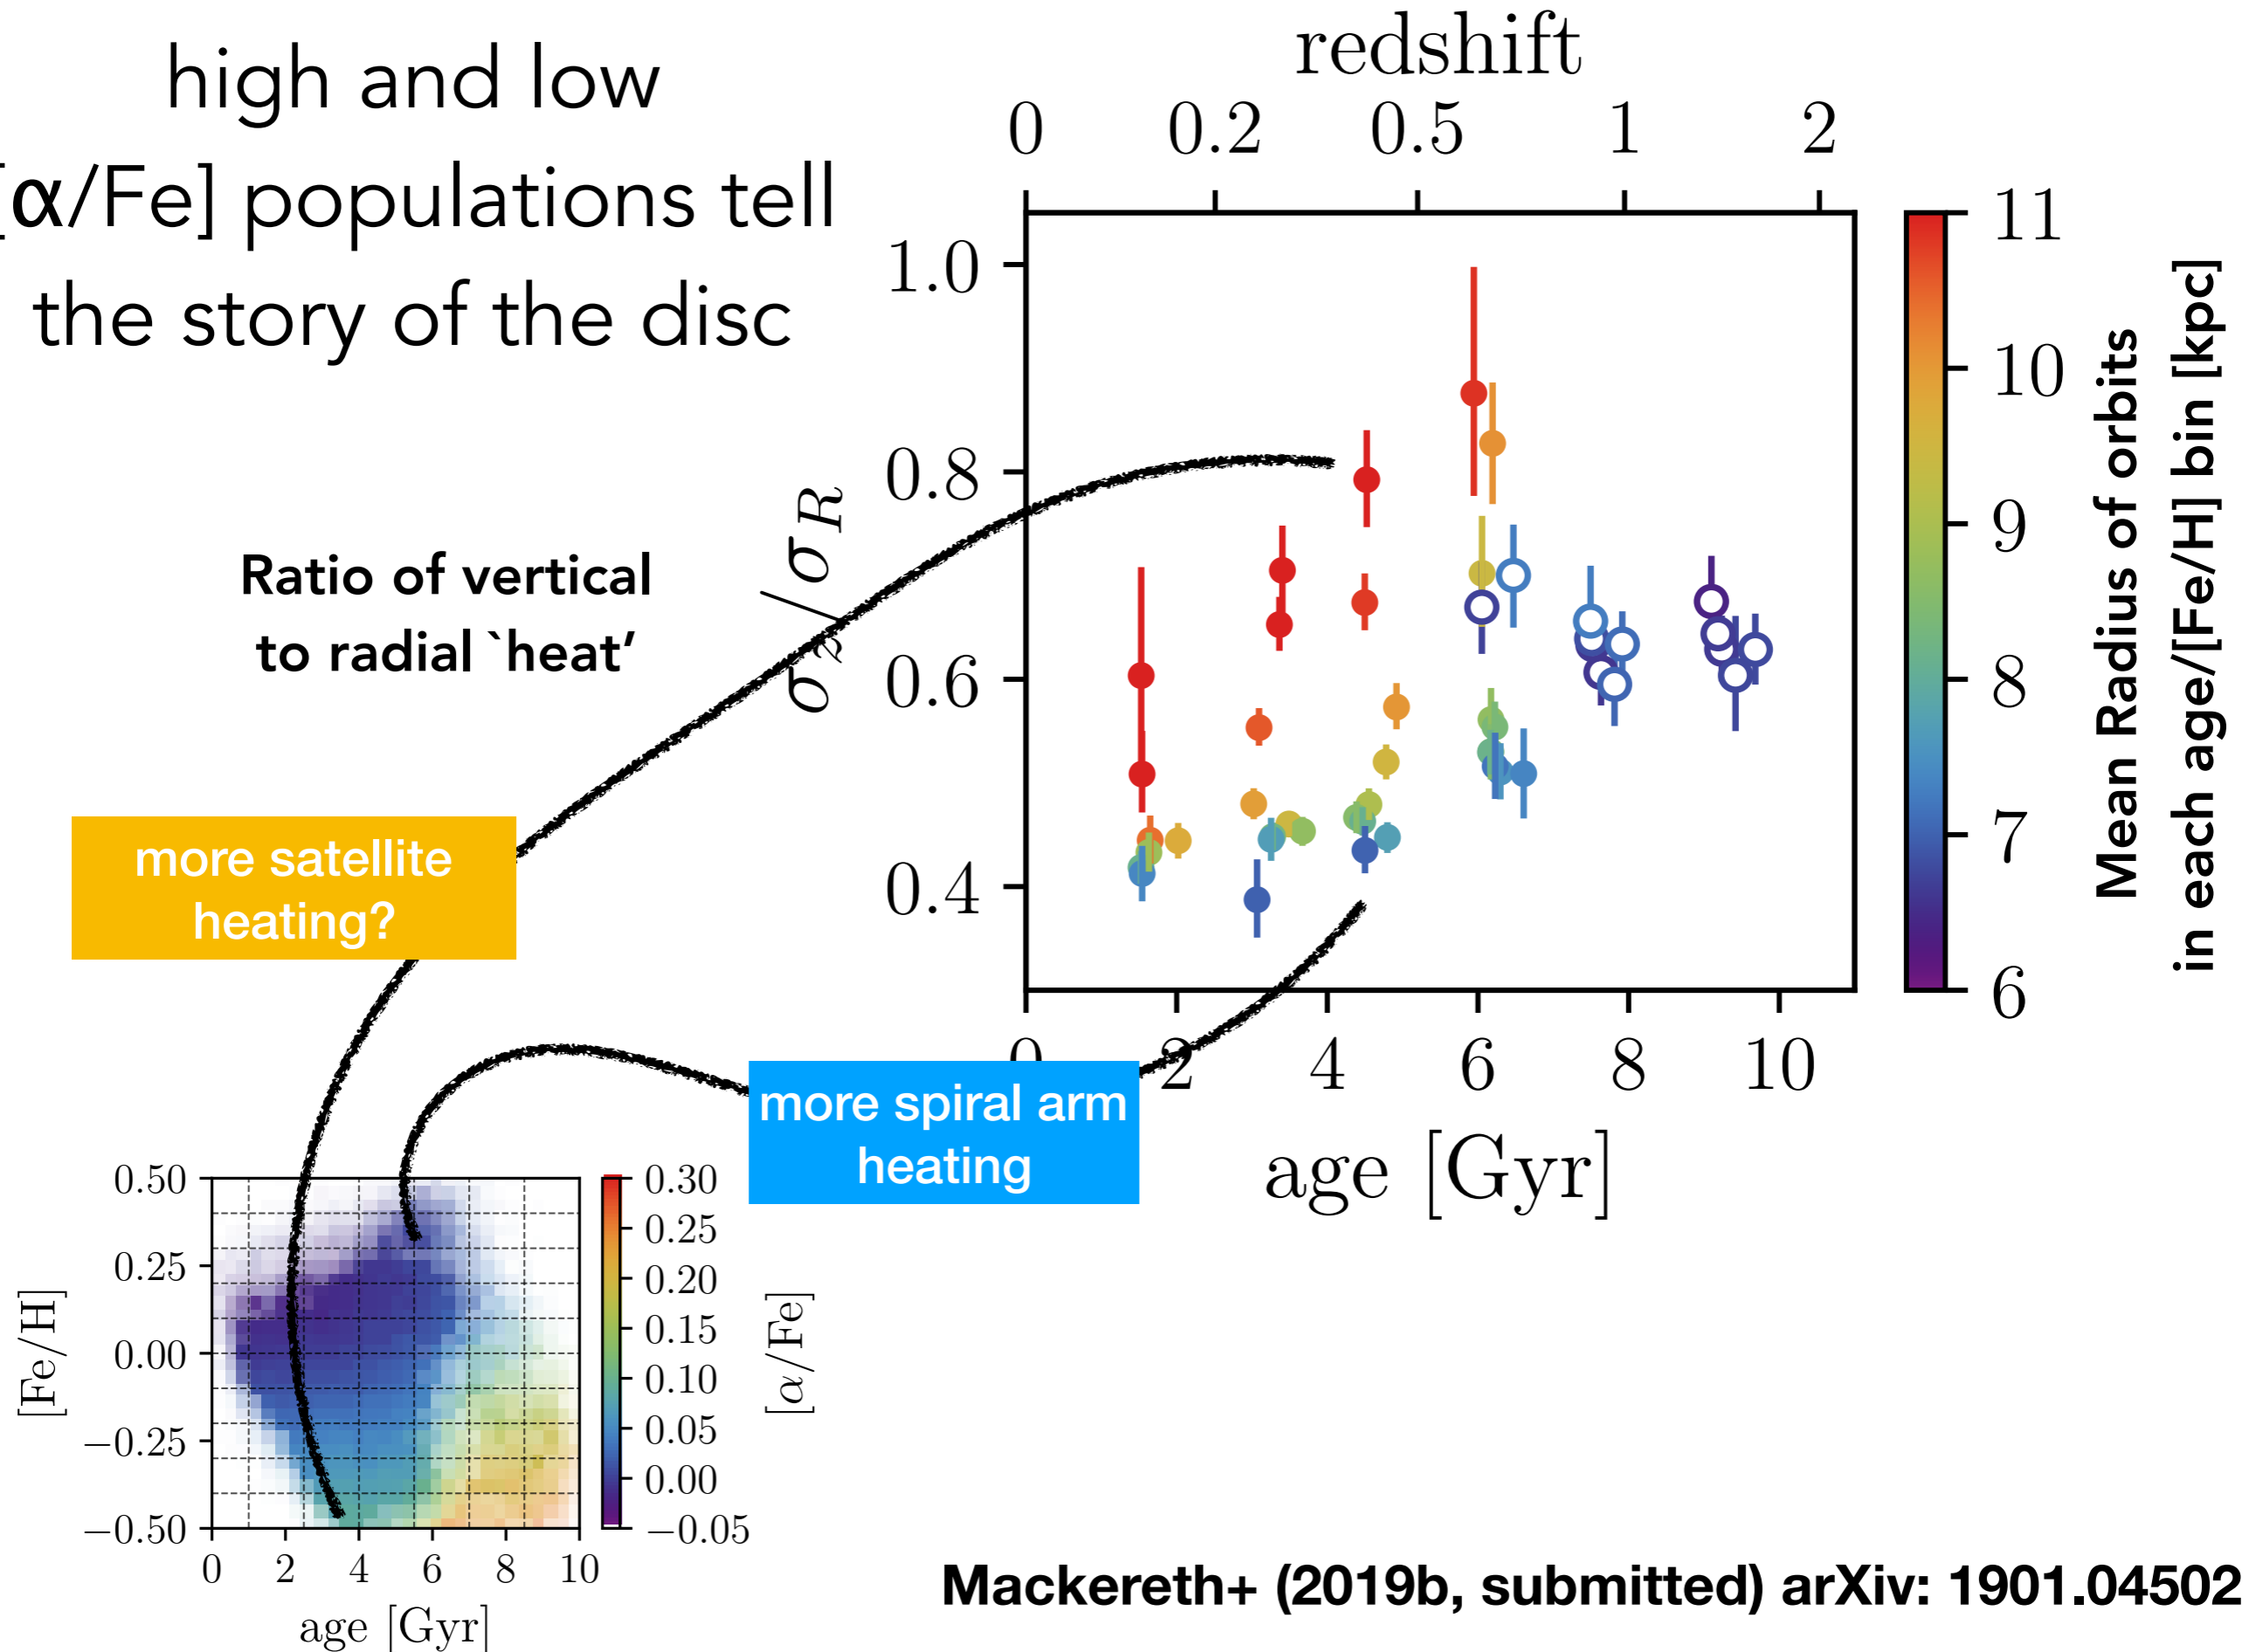 high and low
[α/Fe] populations tell
the story of the disc
redshift
0 0.2 0.5 1 2
1.0
0.8
0.6
0.4
σz/σR
0 2 4 6 8 10
age [Gyr]
11
10
9
8
7
6
Mean Radius of orbits
in each age/[Fe/H] bin [kpc]
Ratio of vertical
to radial `heat’
more satellite
heating?
more spiral arm
heating
0.50
0.25
0.00
−0.25
−0.50
[Fe/H]
0 2 4 6 8 10
age [Gyr]
0.30
0.25
0.20
0.15
0.10
0.05
0.00
−0.05
[α/Fe]
Mackereth+ (2019b, submitted) arXiv: 1901.04502